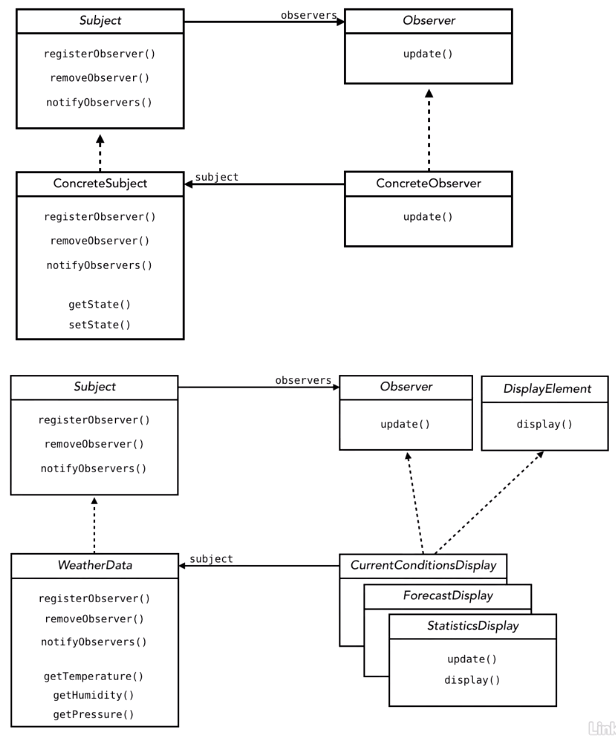 Subject
observers
Observer
registerObserver()
update()
removeObserver()
notifyObservers()
ConcreteSubject
subject
ConcreteObserver
registerObserver()
update()
removeObserver()
notifyObservers()
getState()
setState()
Subject
observers
Observer
DisplayElement
registerObserver()
update()
display()
removeObserver()
notifyObservers()
WeatherData
subject
CurrentConditionsDisplay
registerObserver()
removeObserver()
notifyObservers()
getTemperature()
getHumidity()
getPressure()
ForecastDisplay
StatisticsDisplay
update()
display()